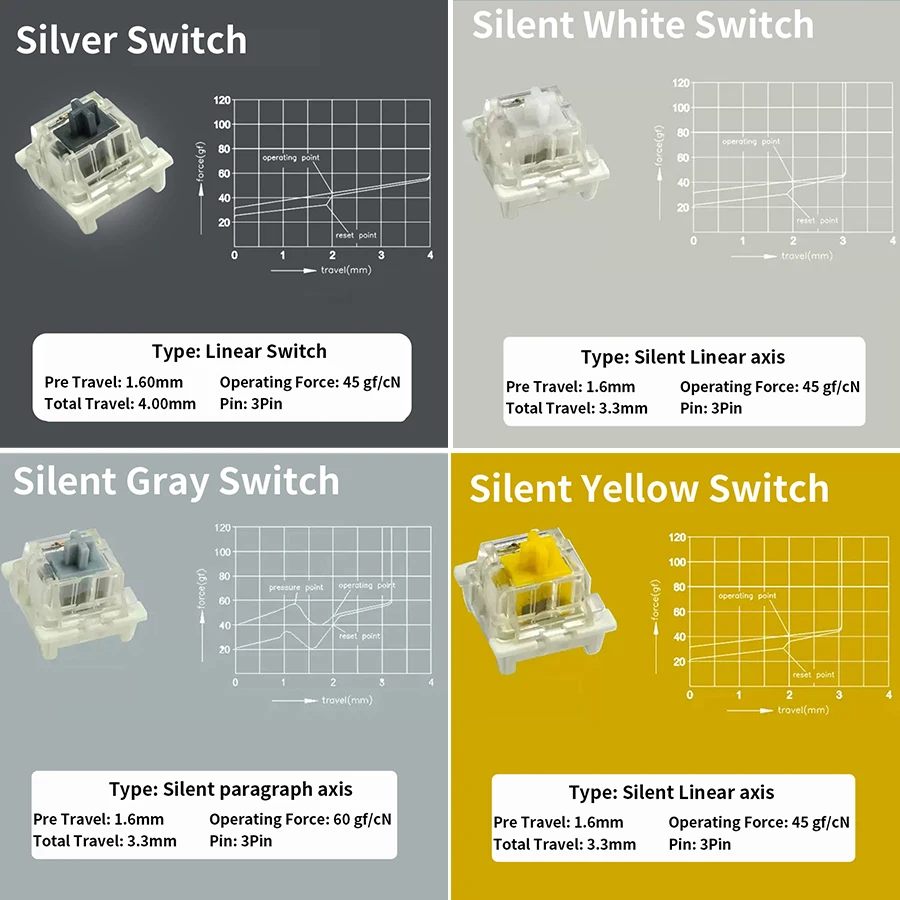 Silver Switch
120
100
80
60
40
20
force(gf)
operating point
reset point
0 1 2 3 4
travel(mm)
Type: Linear Switch
Pre Travel: 1.60mm Operating Force: 45 gf/cN
Total Travel: 4.00mm Pin: 3Pin
Silent White Switch
120
100
80
60
40
20
force(gf)
operating point
reset point
0 1 2 3 4
travel(mm)
Type: Silent Linear axis
Pre Travel: 1.6mm Operating Force: 45 gf/cN
Total Travel: 3.3mm Pin: 3Pin
Silent Gray Switch
120
100
80
60
40
20
force(gf)
pressure point operating point
reset point
0 1 2 3 4
travel(mm)
Type: Silent paragraph axis
Pre Travel: 1.6mm Operating Force: 60 gf/cN
Total Travel: 3.3mm Pin: 3Pin
Silent Yellow Switch
120
100
80
60
40
20
force(gf)
operating point
reset point
0 1 2 3 4
travel(mm)
Type: Silent Linear axis
Pre Travel: 1.6mm Operating Force: 45 gf/cN
Total Travel: 3.3mm Pin: 3Pin